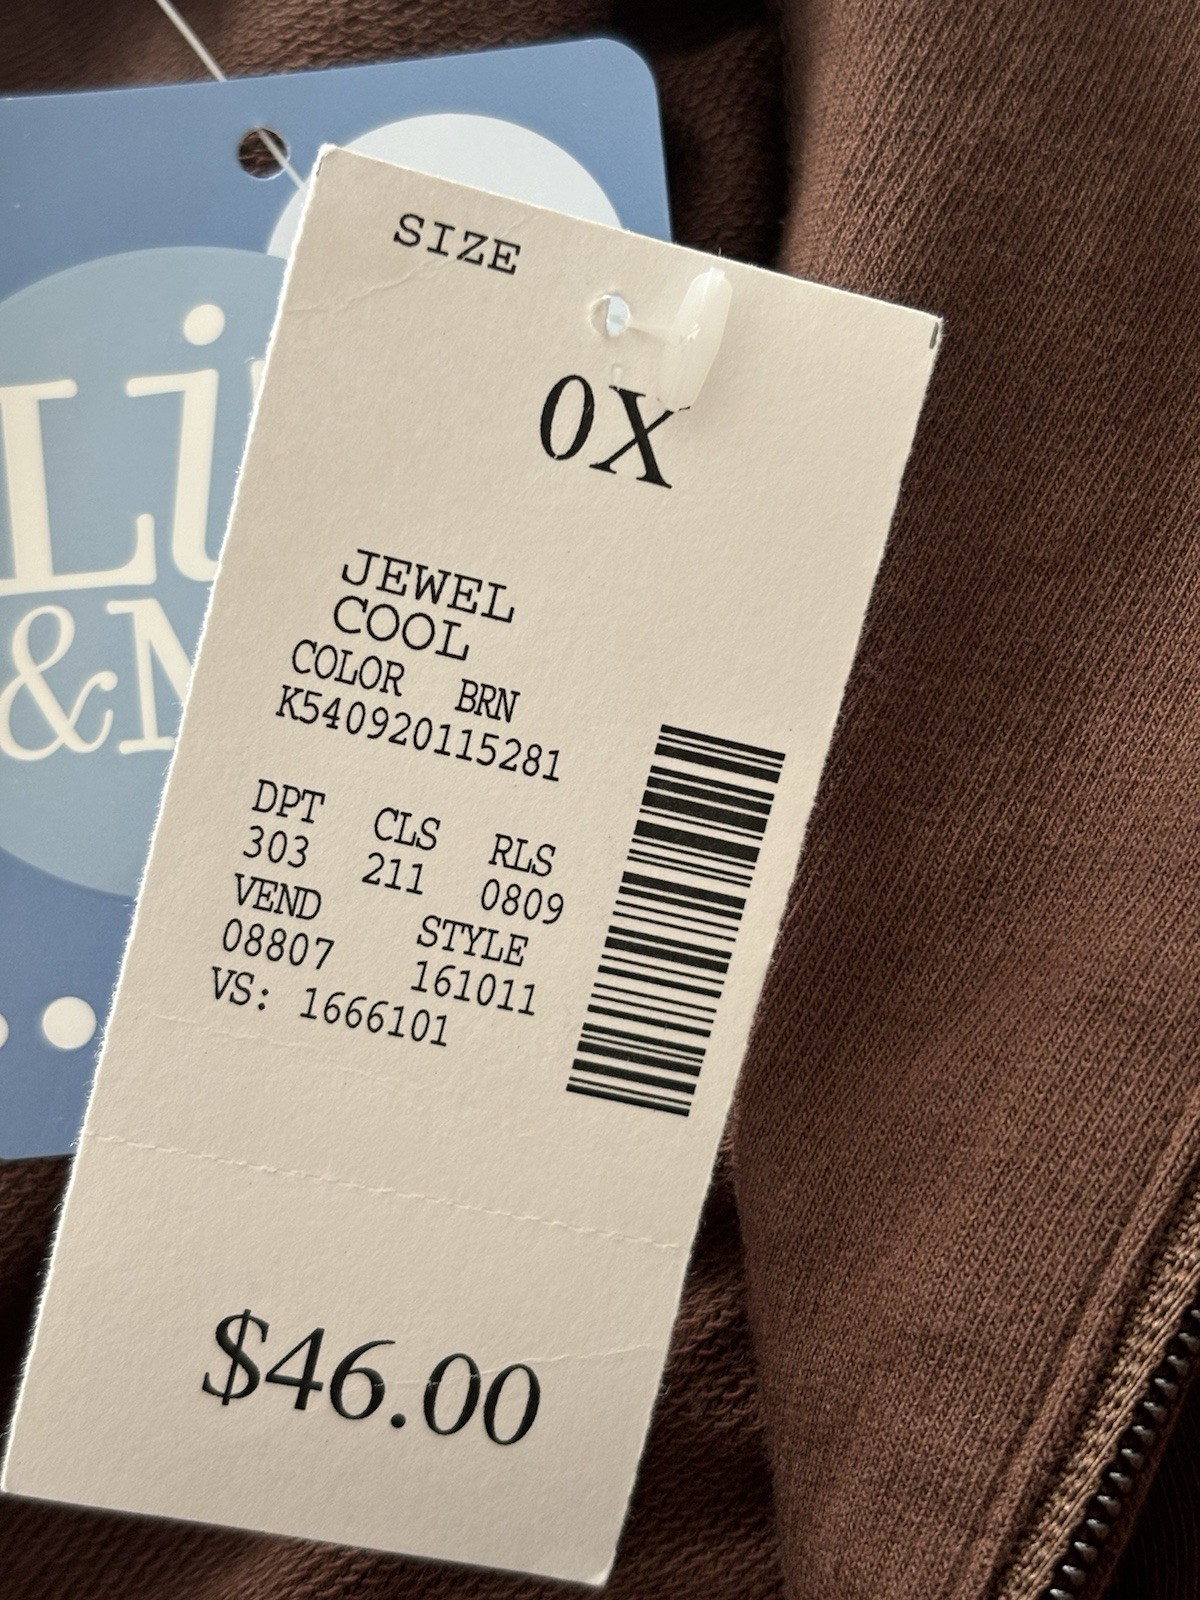 SIZE
0X
JEWEL
COOL
COLOR BRN
K540920115281
DPT CLS RLS
303 211 0809
VEND STYLE
08807 161011
VS: 1666101
$46.00
&